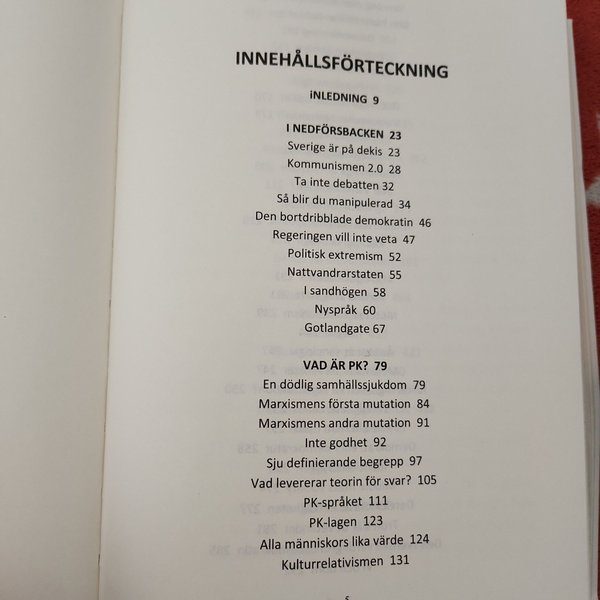 INNEHÅLLSFÖRTECKNING
iNLEDNING 9
I NEDFÖRSBACKEN 23
Sverige är på dekis 23
Kommunismen 2.0 28
Ta inte debatten 32
Så blir du manipulerad 34
Den bortdribblade demokratin 46
Regeringen vill inte veta 47
Politisk extremism 52
Nattvandrarstaten 55
I sandhögen 58
Nyspråk 60
Gotlandgate 67
VAD ÄR PK? 79
En dödlig samhällssjukdom 79
Marxismens första mutation 84
Marxismens andra mutation 91
Inte godhet 92
Sju definierande begrepp 97
Vad levererar teorin för svar? 105
PK-språket 111
PK-lagen 123
Alla människors lika värde 124
Kulturrelativismen 131
5